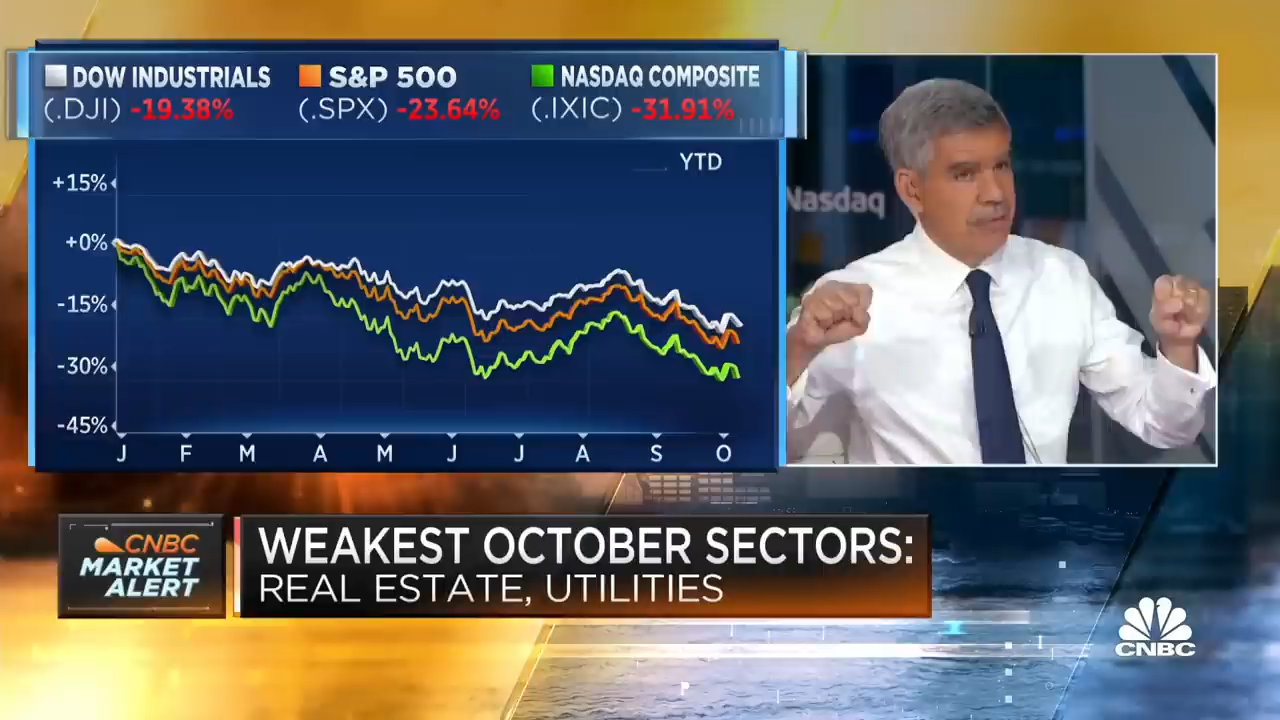 DOW INDUSTRIALS
(.DJI) -19.38%
S&P 500
(.SPX) -23.64%
NASDAQ COMPOSITE
(.IXIC) -31.91%
YTD
+15%
+0%
-15%
-30%
-45%
J F M A M J J A S O
Nasdaq
CNBC
MARKET
ALERT
WEAKEST OCTOBER SECTORS:
REAL ESTATE, UTILITIES
CNBC
P